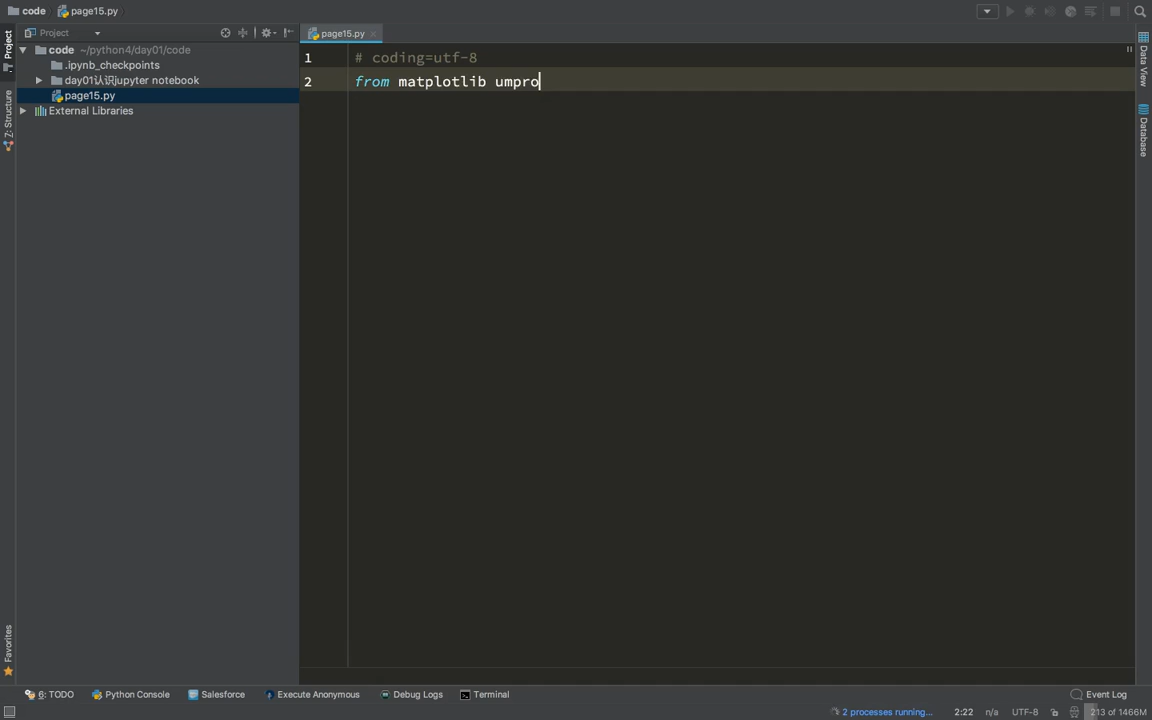 code page15.py
Project
page15.py
Project
code ~/python4/day01/code
.ipynb_checkpoints
day01认识jupyter notebook
page15.py
External Libraries
1 # coding=utf-8
2 from matplotlib umpro
Project
Z: Structure
Favorites
Data View
Database
6: TODO Python Console Salesforce Execute Anonymous Debug Logs Terminal Event Log
2 processes running... 2:22 n/a UTF-8 213 of 1466M